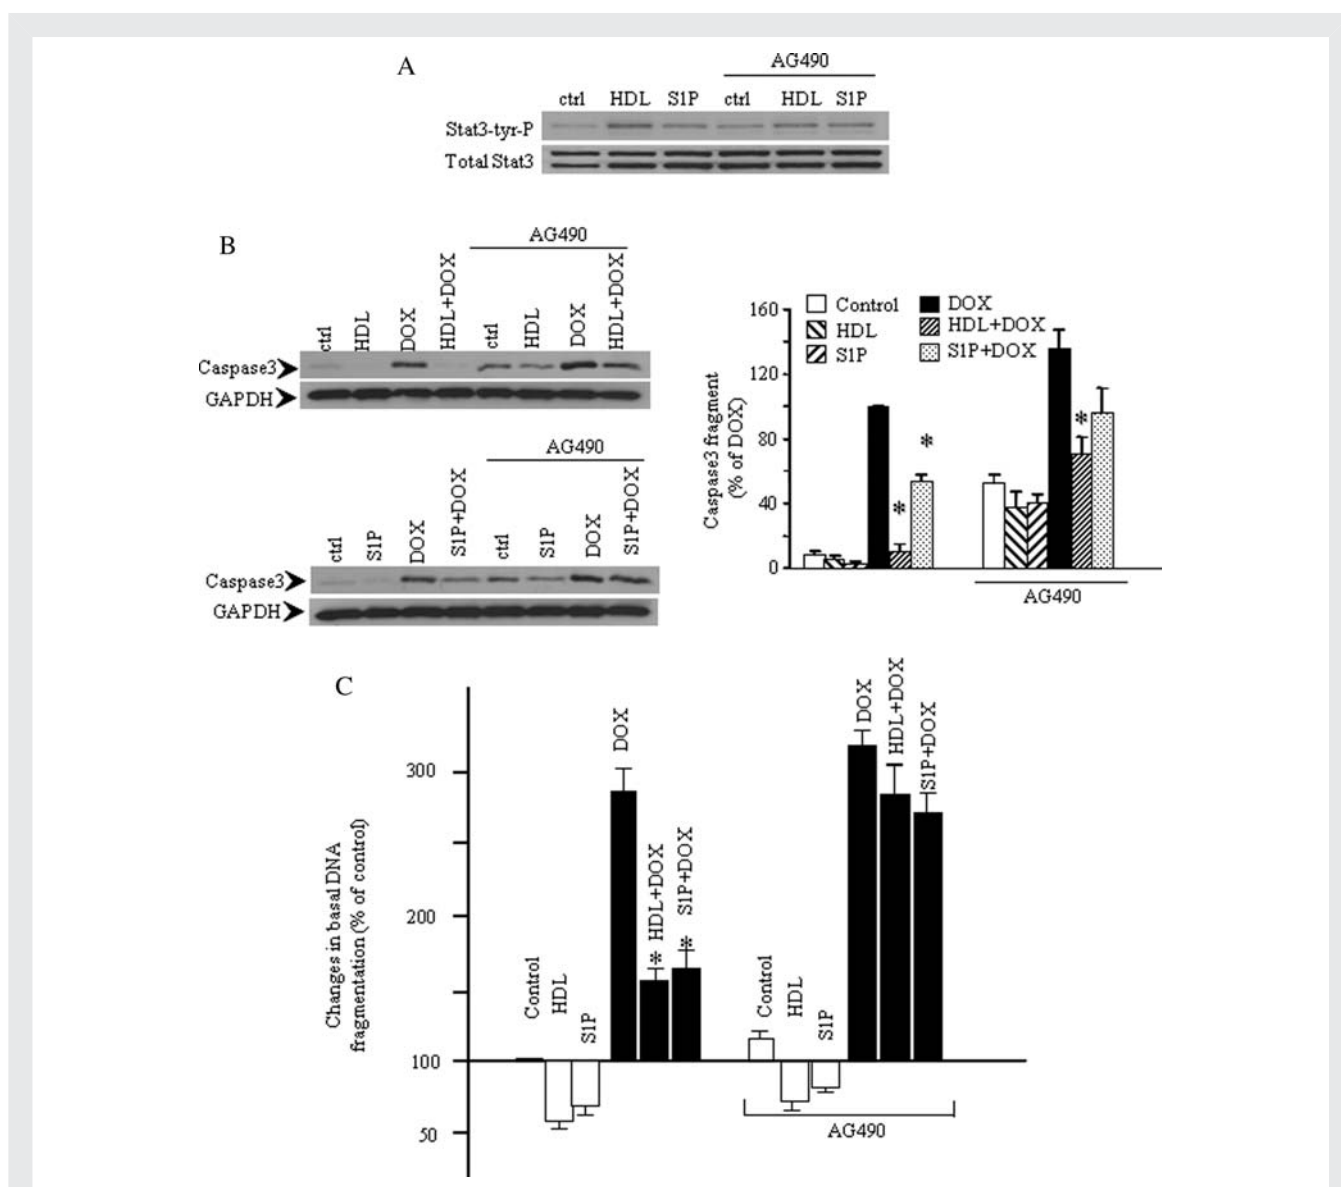 A
AG490
ctrl HDL S1P ctrl HDL S1P
Stat3-tyr-P
Total Stat3
B
AG490
ctrl HDL DOX HDL+DOX ctrl HDL DOX HDL+DOX
Caspase3
GAPDH
AG490
ctrl S1P DOX S1P+DOX ctrl S1P DOX S1P+DOX
Caspase3
GAPDH
Caspase3 fragment
(% of DOX)
160
120
80
40
0
Control
HDL
S1P
DOX
HDL+DOX
S1P+DOX
*
*
*
AG490
C
Changes in basal DNA
fragmentation (% of control)
300
200
100
50
Control
HDL
S1P
DOX
* HDL+DOX
* S1P+DOX
Control
HDL
S1P
DOX
HDL+DOX
S1P+DOX
AG490